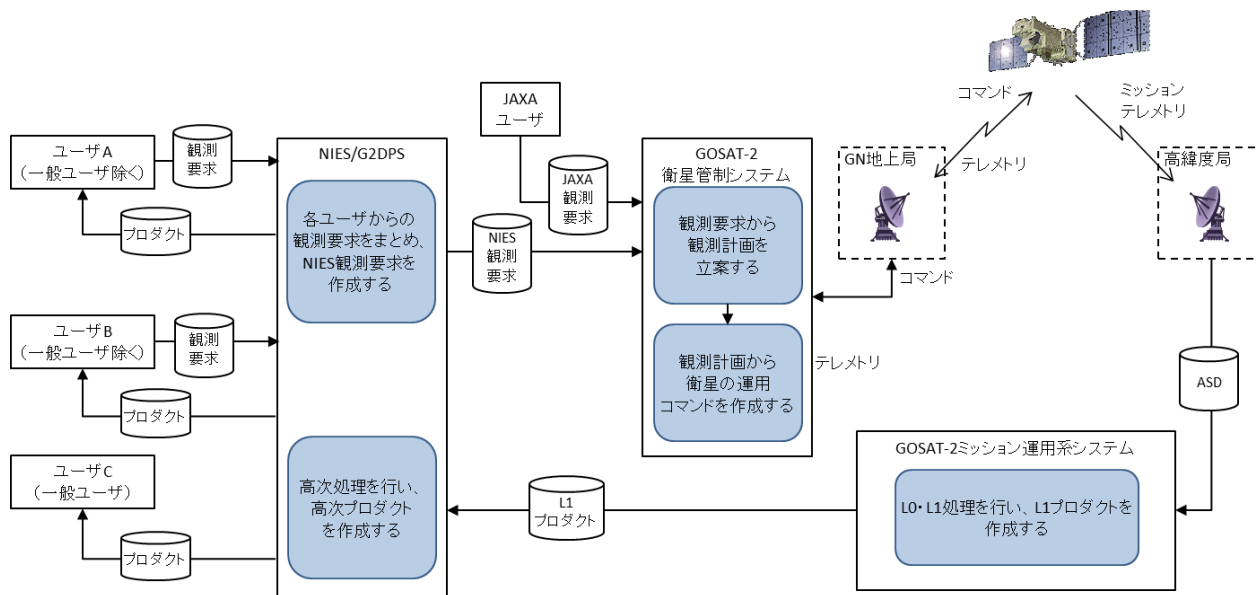 ユーザA
(一般ユーザ除く)
観測
要求
プロダクト
ユーザB
(一般ユーザ除く)
観測
要求
プロダクト
ユーザC
(一般ユーザ)
プロダクト
NIES/G2DPS
各ユーザからの
観測要求をまとめ、
NIES観測要求を
作成する
高次処理を行い、
高次プロダクト
を作成する
JAXA
ユーザ
JAXA
観測
要求
NIES
観測
要求
GOSAT-2
衛星管制システム
観測要求から
観測計画を
立案する
観測計画から
衛星の運用
コマンドを作成する
コマンド
テレメトリ
GN地上局
コマンド
テレメトリ
ミッション
テレメトリ
高緯度局
ASD
GOSAT-2ミッション運用系システム
L0・L1処理を行い、L1プロダクトを
作成する
L1
プロダクト